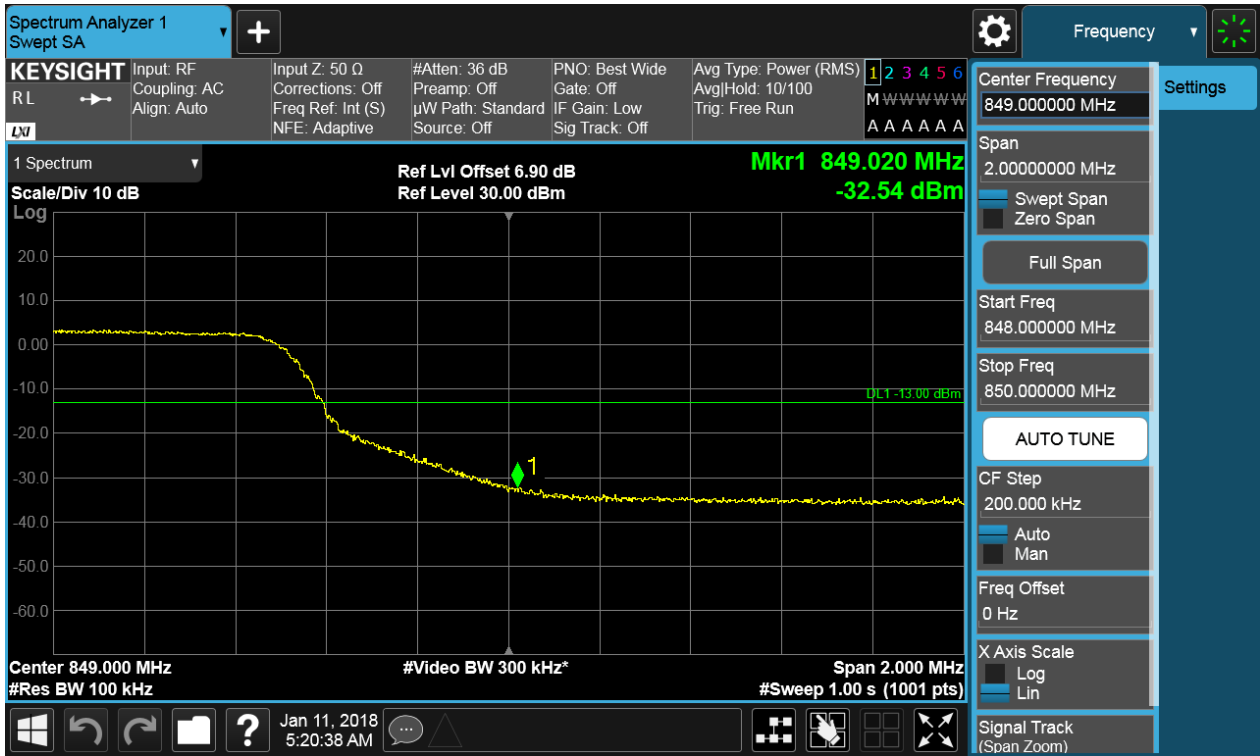 Spectrum Analyzer 1
Swept SA
+
Frequency
KEYSIGHT
RL
LXI
Input: RF
Coupling: AC
Align: Auto
Input Z: 50 Ω
Corrections: Off
Freq Ref: Int (S)
NFE: Adaptive
#Atten: 36 dB
Preamp: Off
µW Path: Standard
Source: Off
PNO: Best Wide
Gate: Off
IF Gain: Low
Sig Track: Off
Avg Type: Power (RMS)
Avg|Hold: 10/100
Trig: Free Run
1 2 3 4 5 6
M W W W W W
A A A A A A
1 Spectrum
Scale/Div 10 dB
Ref Lvl Offset 6.90 dB
Ref Level 30.00 dBm
Mkr1 849.020 MHz
-32.54 dBm
Log
20.0
10.0
0.00
-10.0
-20.0
-30.0
-40.0
-50.0
-60.0
DL1 -13.00 dBm
1
Center 849.000 MHz
#Res BW 100 kHz
#Video BW 300 kHz*
Span 2.000 MHz
#Sweep 1.00 s (1001 pts)
Center Frequency
849.000000 MHz
Span
2.00000000 MHz
Swept Span
Zero Span
Full Span
Start Freq
848.000000 MHz
Stop Freq
850.000000 MHz
AUTO TUNE
CF Step
200.000 kHz
Auto
Man
Freq Offset
0 Hz
X Axis Scale
Log
Lin
Signal Track
(Span Zoom)
Settings
?
Jan 11, 2018
5:20:38 AM